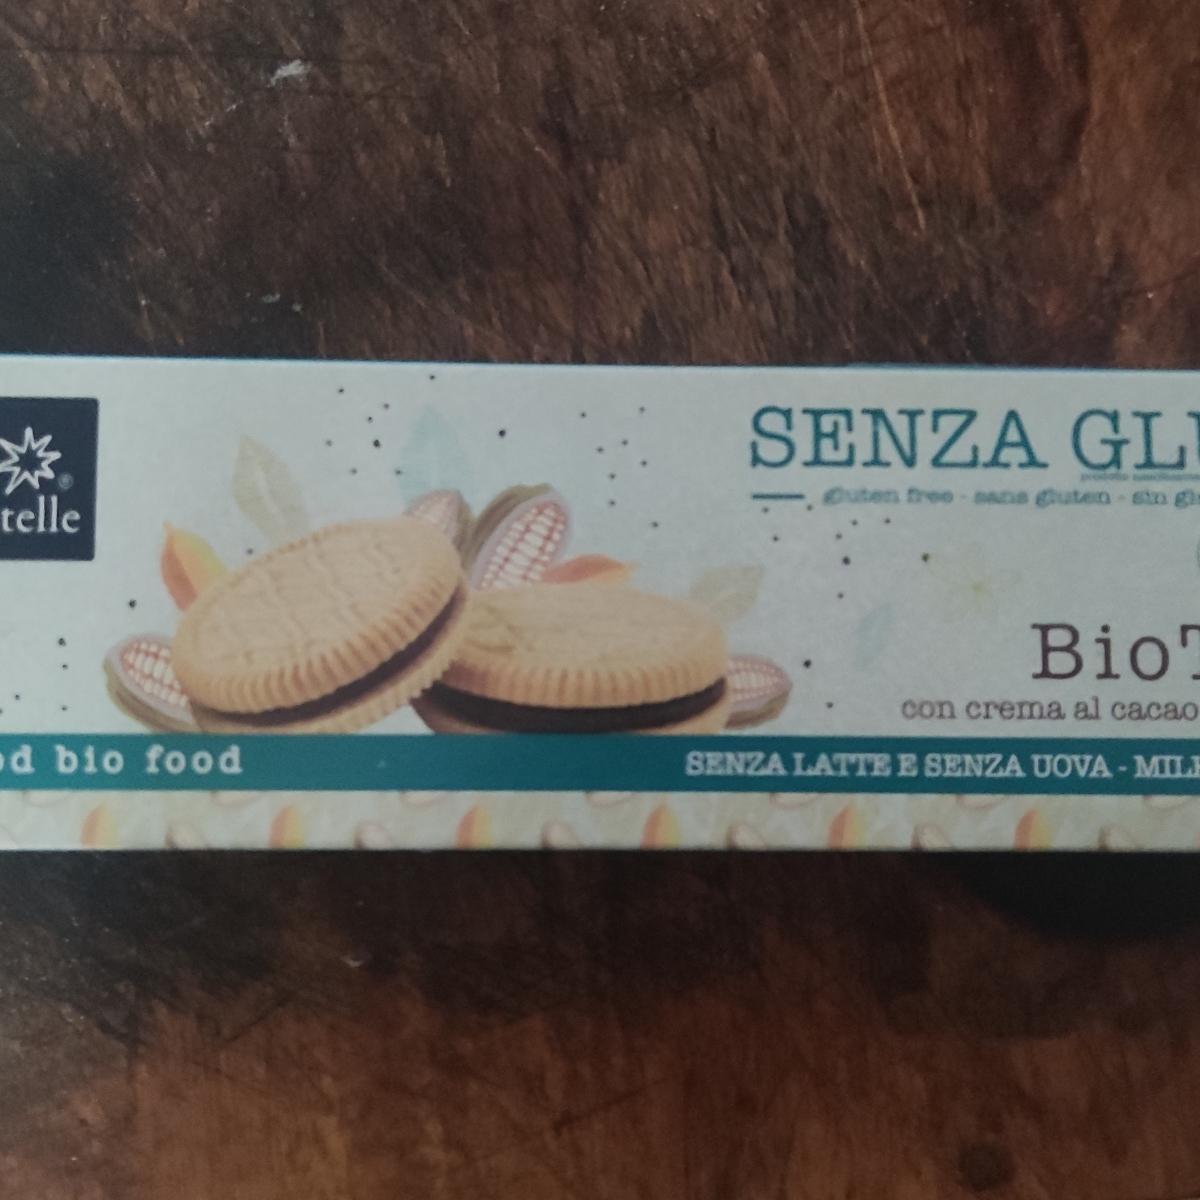 telle
SENZA GLU
gluten free - sans gluten - sin gl
BioT
con crema al cacao
od bio food
SENZA LATTE E SENZA UOVA - MILK